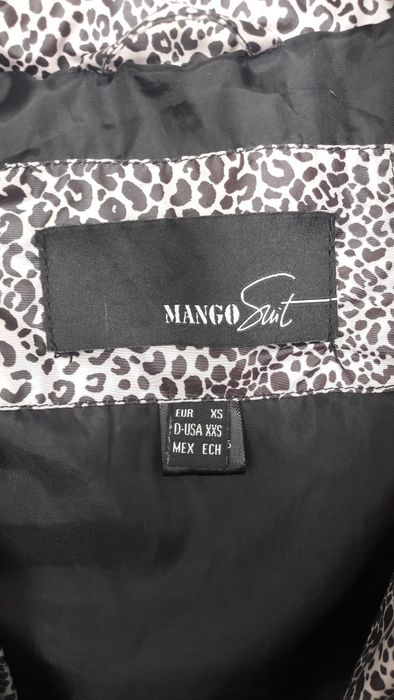 MANGO Suit
EUR XS
D-USA XXS
MEX ECH